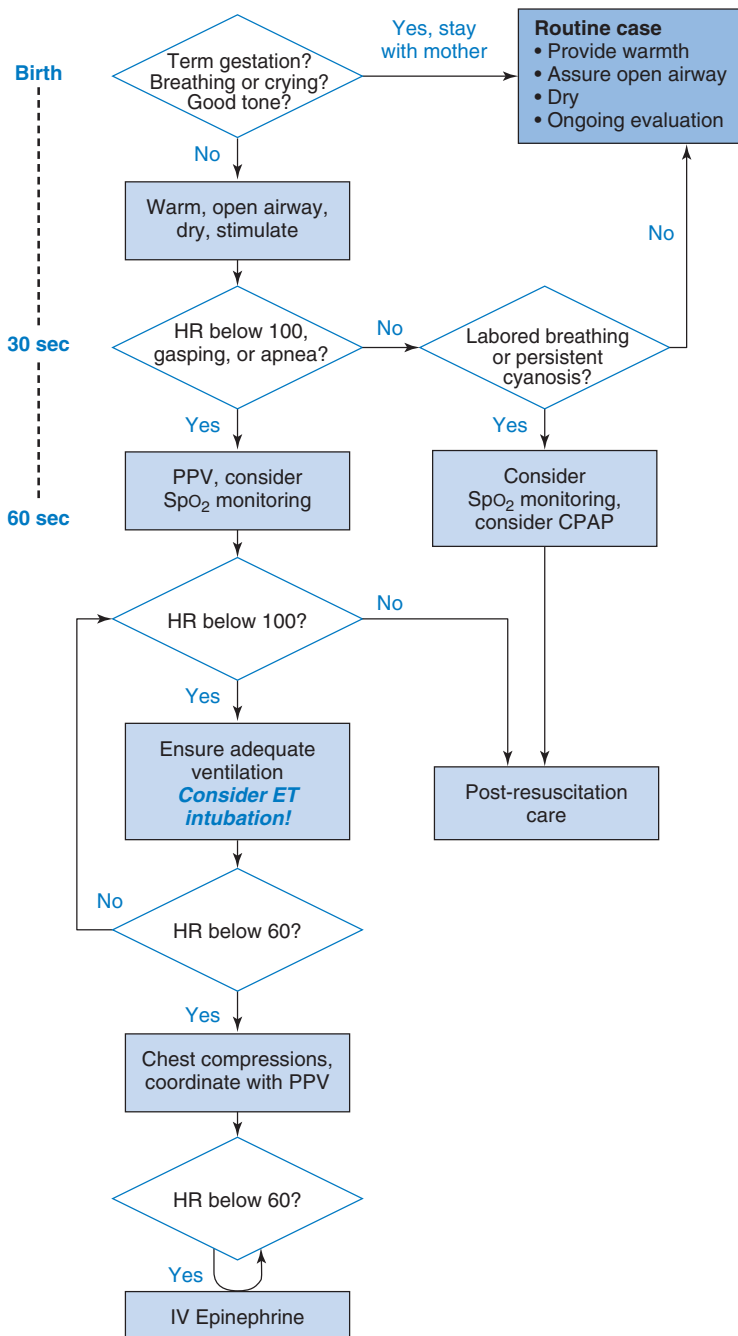 Birth
Term gestation?
Breathing or crying?
Good tone?
Yes, stay
with mother
Routine case
• Provide warmth
• Assure open airway
• Dry
• Ongoing evaluation
No
Warm, open airway,
dry, stimulate
No
30 sec
HR below 100,
gasping, or apnea?
No
Labored breathing
or persistent
cyanosis?
Yes
Yes
PPV, consider
SpO2 monitoring
Consider
SpO2 monitoring,
consider CPAP
60 sec
HR below 100?
No
Yes
Ensure adequate
ventilation
Consider ET
intubation!
Post-resuscitation
care
No
HR below 60?
Yes
Chest compressions,
coordinate with PPV
HR below 60?
Yes
IV Epinephrine